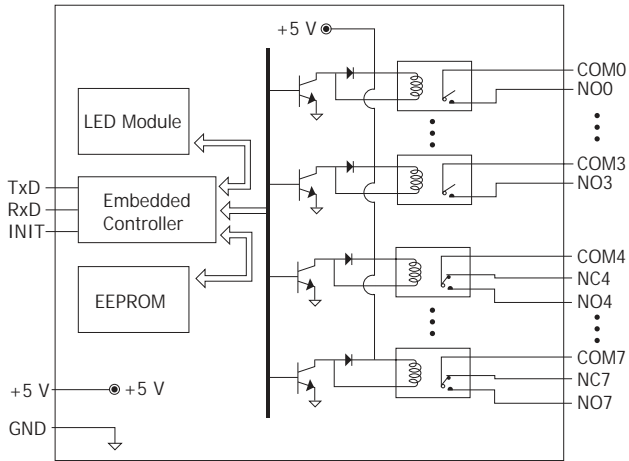 +5 V
COM0
NO0
LED Module
COM3
NO3
TxD
RxD
INIT
Embedded
Controller
COM4
NC4
NO4
EEPROM
COM7
NC7
NO7
+5 V
+5 V
GND